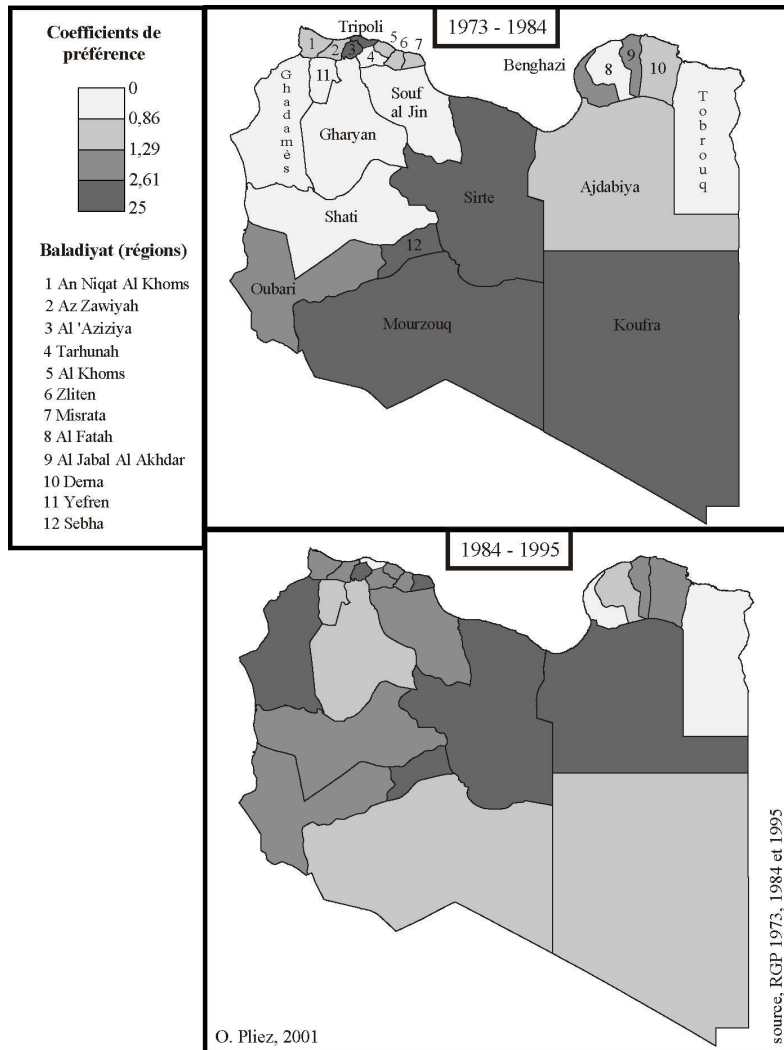 Coefficients de
préférence
0
0,86
1,29
2,61
25
Baladiyat (régions)
1 An Niqat Al Khoms
2 Az Zawiyah
3 Al 'Aziziya
4 Tarhunah
5 Al Khoms
6 Zliten
7 Misrata
8 Al Fatah
9 Al Jabal Al Akhdar
10 Derna
11 Yefren
12 Sebha
1973 - 1984
Tripoli
1
2
3
4
5
6
7
Benghazi
8
9
10
11
Ghadamès
Gharyan
Souf
al Jin
Tobrouq
Ajdabiya
Sirte
Shati
12
Oubari
Mourzouq
Koufra
1984 - 1995
O. Pliez, 2001
source, RGP 1973, 1984 et 1995